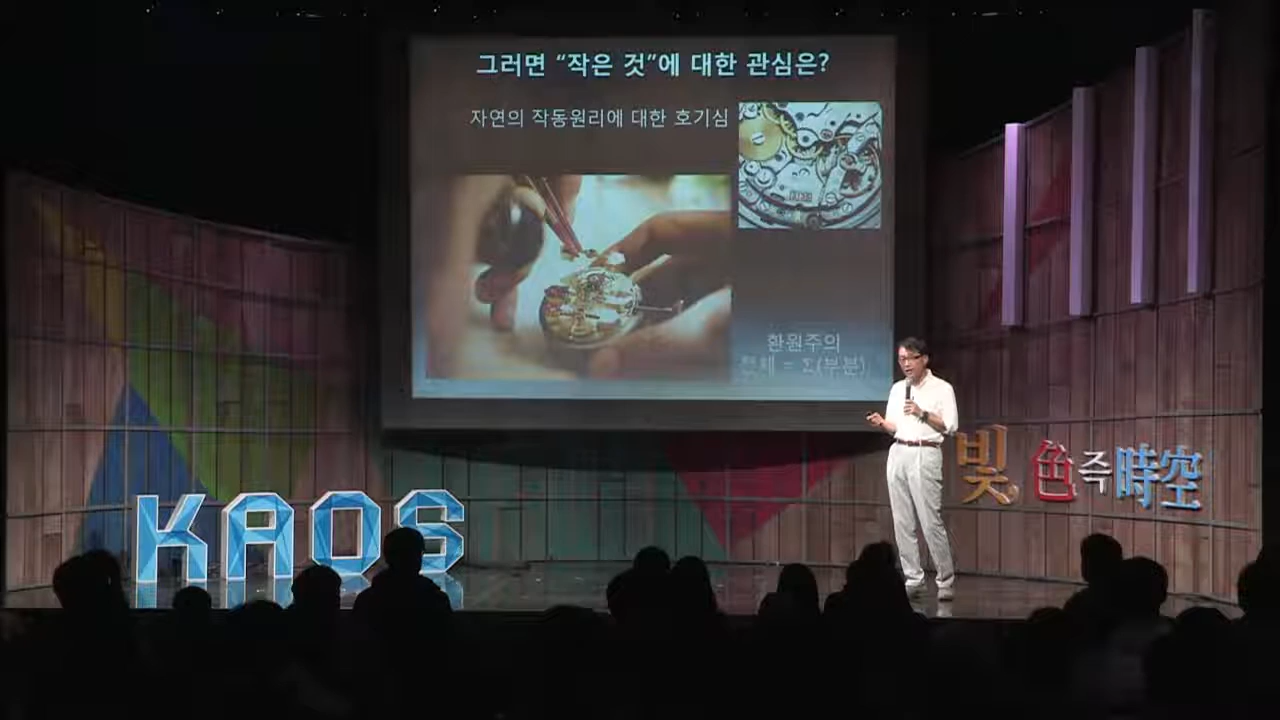 그러면 “작은 것”에 대한 관심은?
자연의 작동원리에 대한 호기심
환원주의
전체 = Σ(부분)
KAOS
빛, 色즉時空